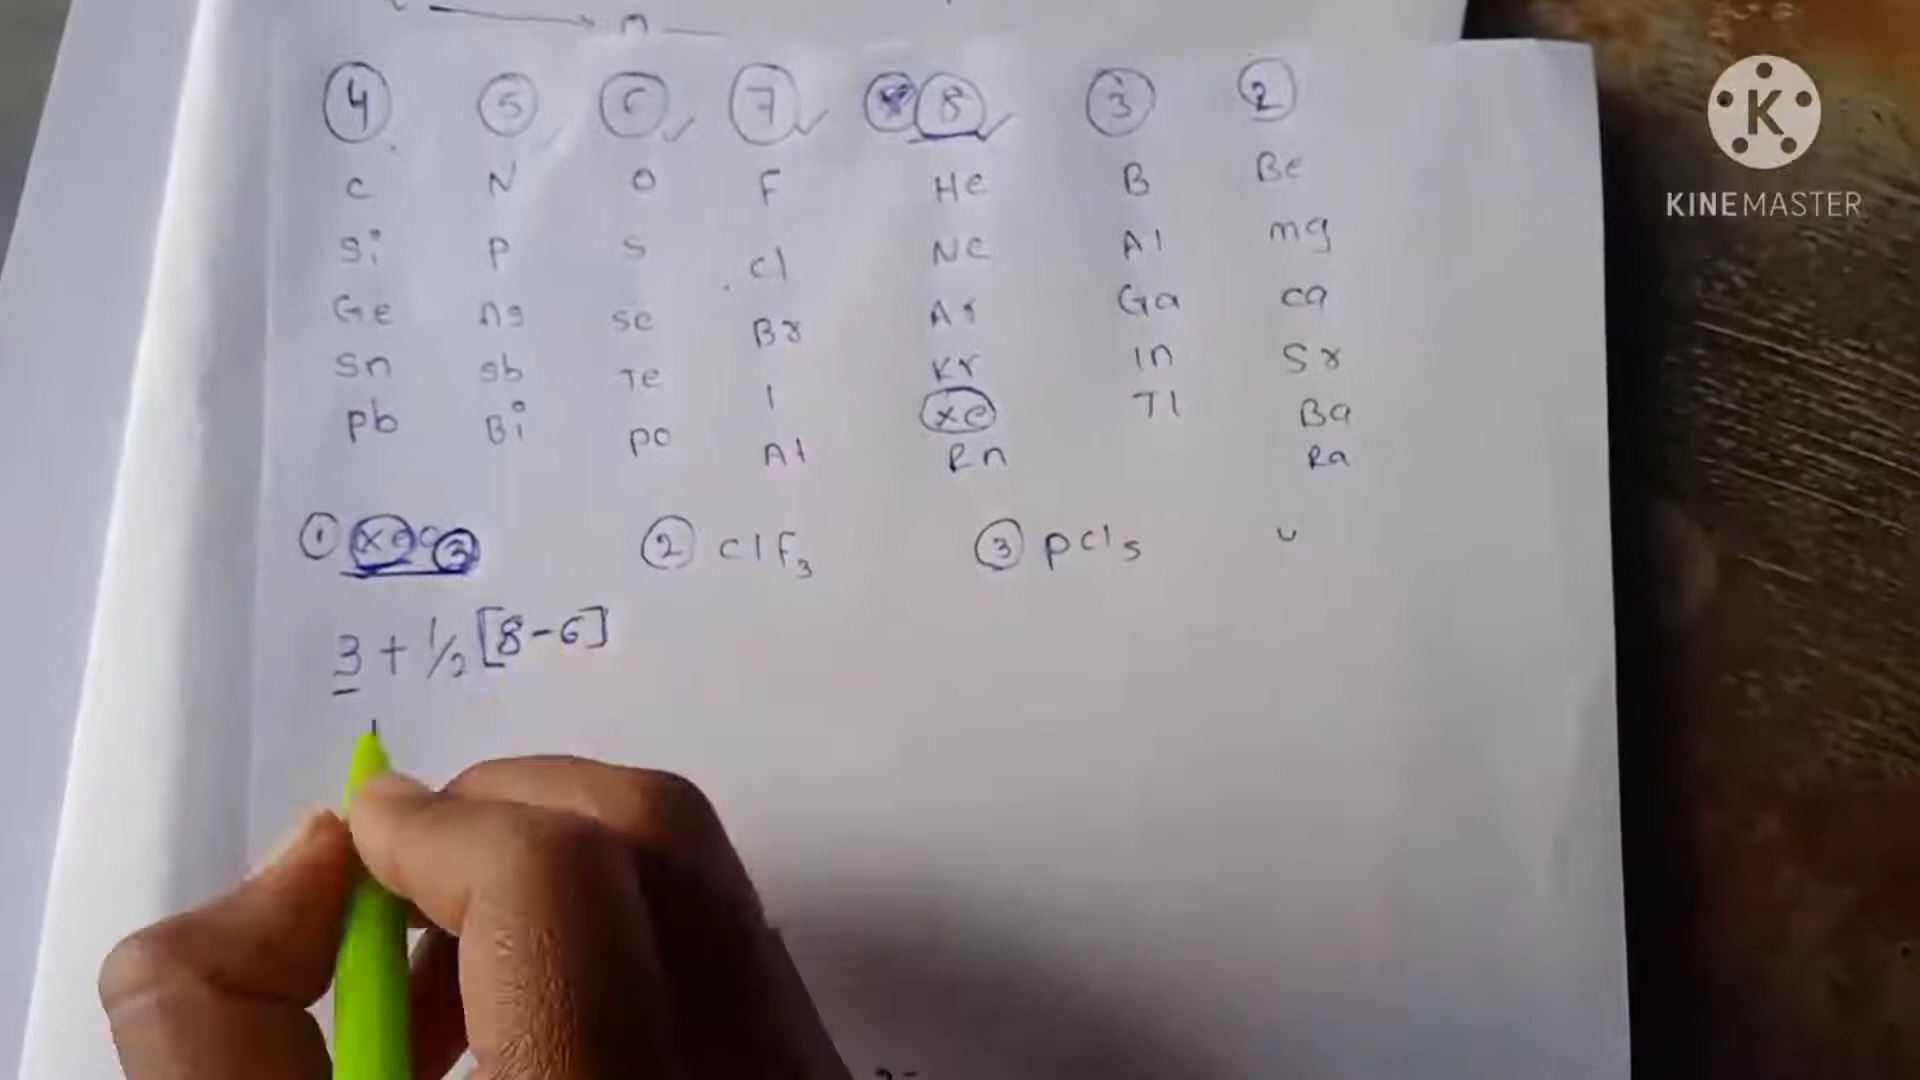 n
4 5 6 7 8 3 2
C N O F He B Be
Si P S Cl Ne Al mg
Ge As Se Br Ar Ga ca
Sn Sb Te I Kr In Sr
Pb Bi Po At Xe Tl Ba
Rn Ra
① XeO3 ② ClF3 ③ PCl5
3 + 1/2 [8-6]
K
KINEMASTER